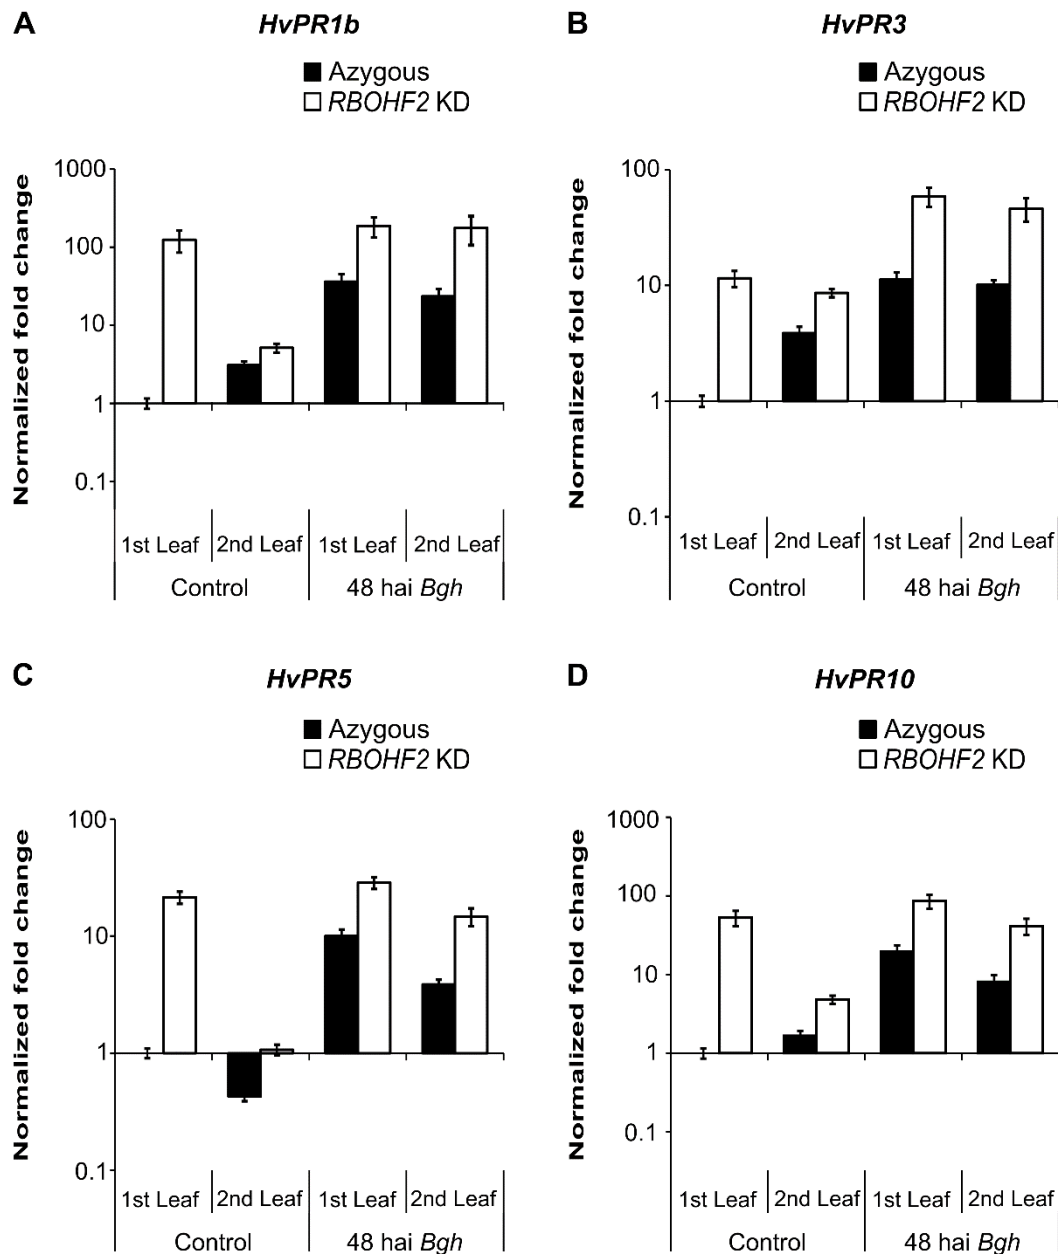 A
HvPR1b
Azygous
RBOHF2 KD
Normalized fold change
1000
100
10
1
0.1
1st Leaf 2nd Leaf 1st Leaf 2nd Leaf
Control 48 hai Bgh
B
HvPR3
Azygous
RBOHF2 KD
Normalized fold change
100
10
1
0.1
1st Leaf 2nd Leaf 1st Leaf 2nd Leaf
Control 48 hai Bgh
C
HvPR5
Azygous
RBOHF2 KD
Normalized fold change
100
10
1
0.1
1st Leaf 2nd Leaf 1st Leaf 2nd Leaf
Control 48 hai Bgh
D
HvPR10
Azygous
RBOHF2 KD
Normalized fold change
1000
100
10
1
0.1
1st Leaf 2nd Leaf 1st Leaf 2nd Leaf
Control 48 hai Bgh